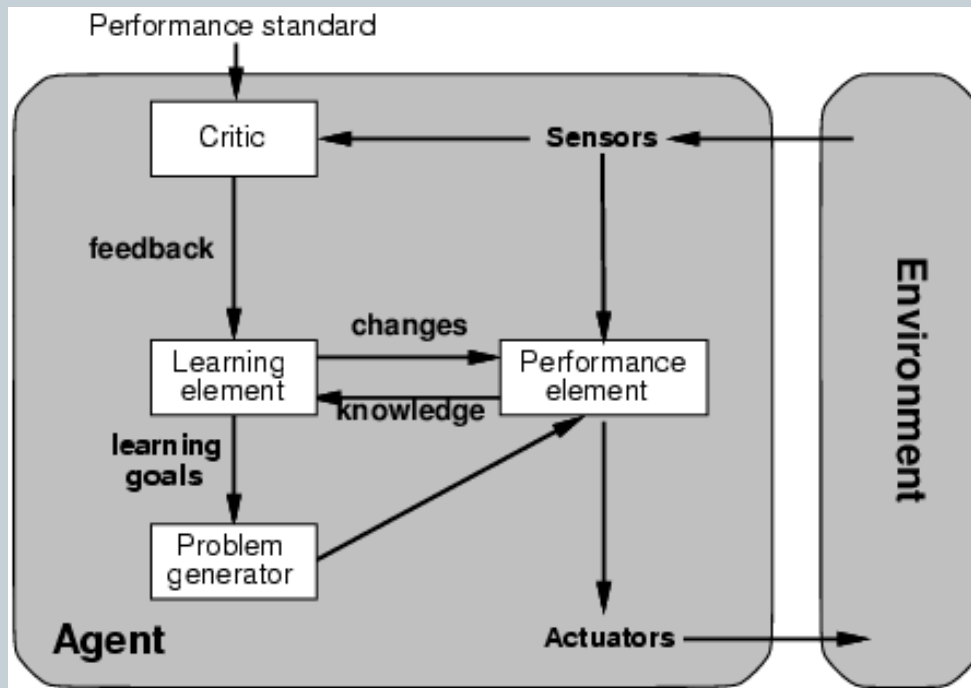 Performance standard
Critic
Sensors
feedback
changes
Learning
element
Performance
element
knowledge
learning
goals
Problem
generator
Agent
Actuators
Environment